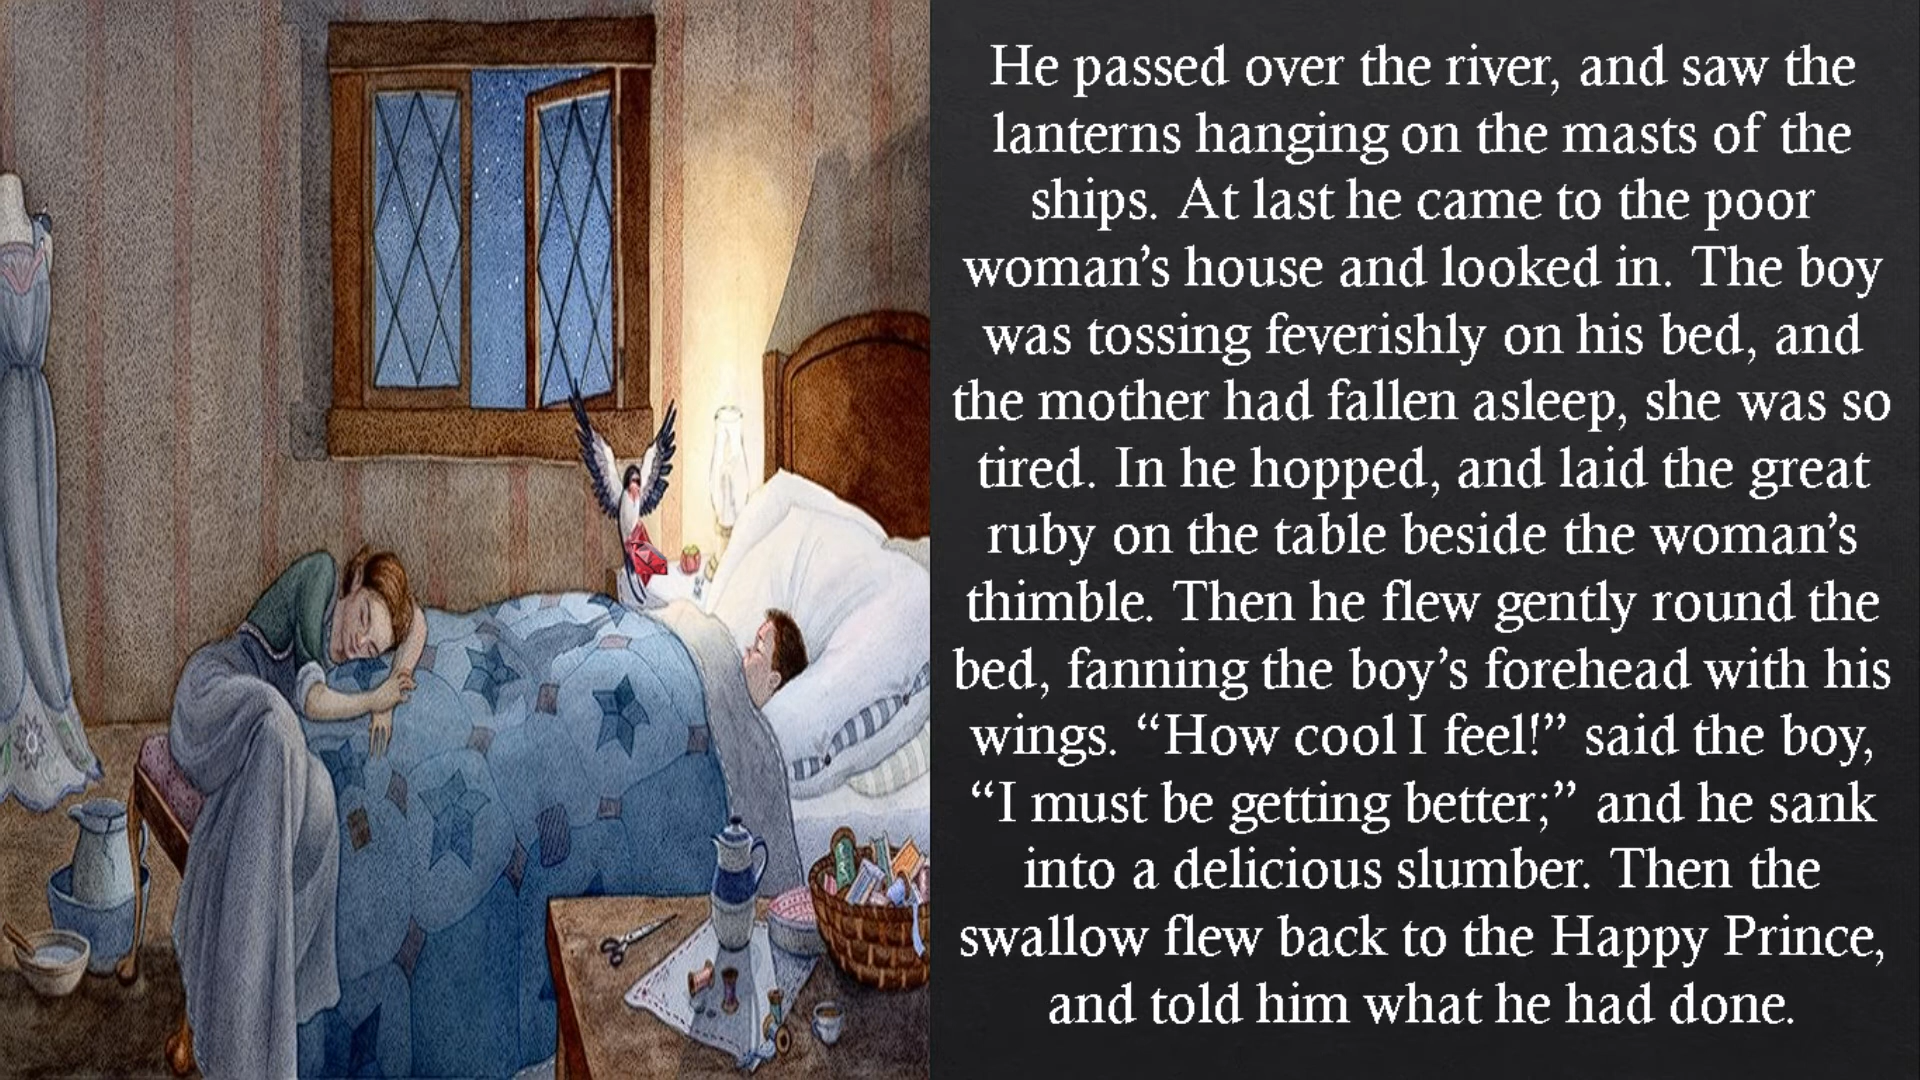 He passed over the river, and saw the
lanterns hanging on the masts of the
ships. At last he came to the poor
woman’s house and looked in. The boy
was tossing feverishly on his bed, and
the mother had fallen asleep, she was so
tired. In he hopped, and laid the great
ruby on the table beside the woman’s
thimble. Then he flew gently round the
bed, fanning the boy’s forehead with his
wings. “How cool I feel!” said the boy,
“I must be getting better;” and he sank
into a delicious slumber. Then the
swallow flew back to the Happy Prince,
and told him what he had done.